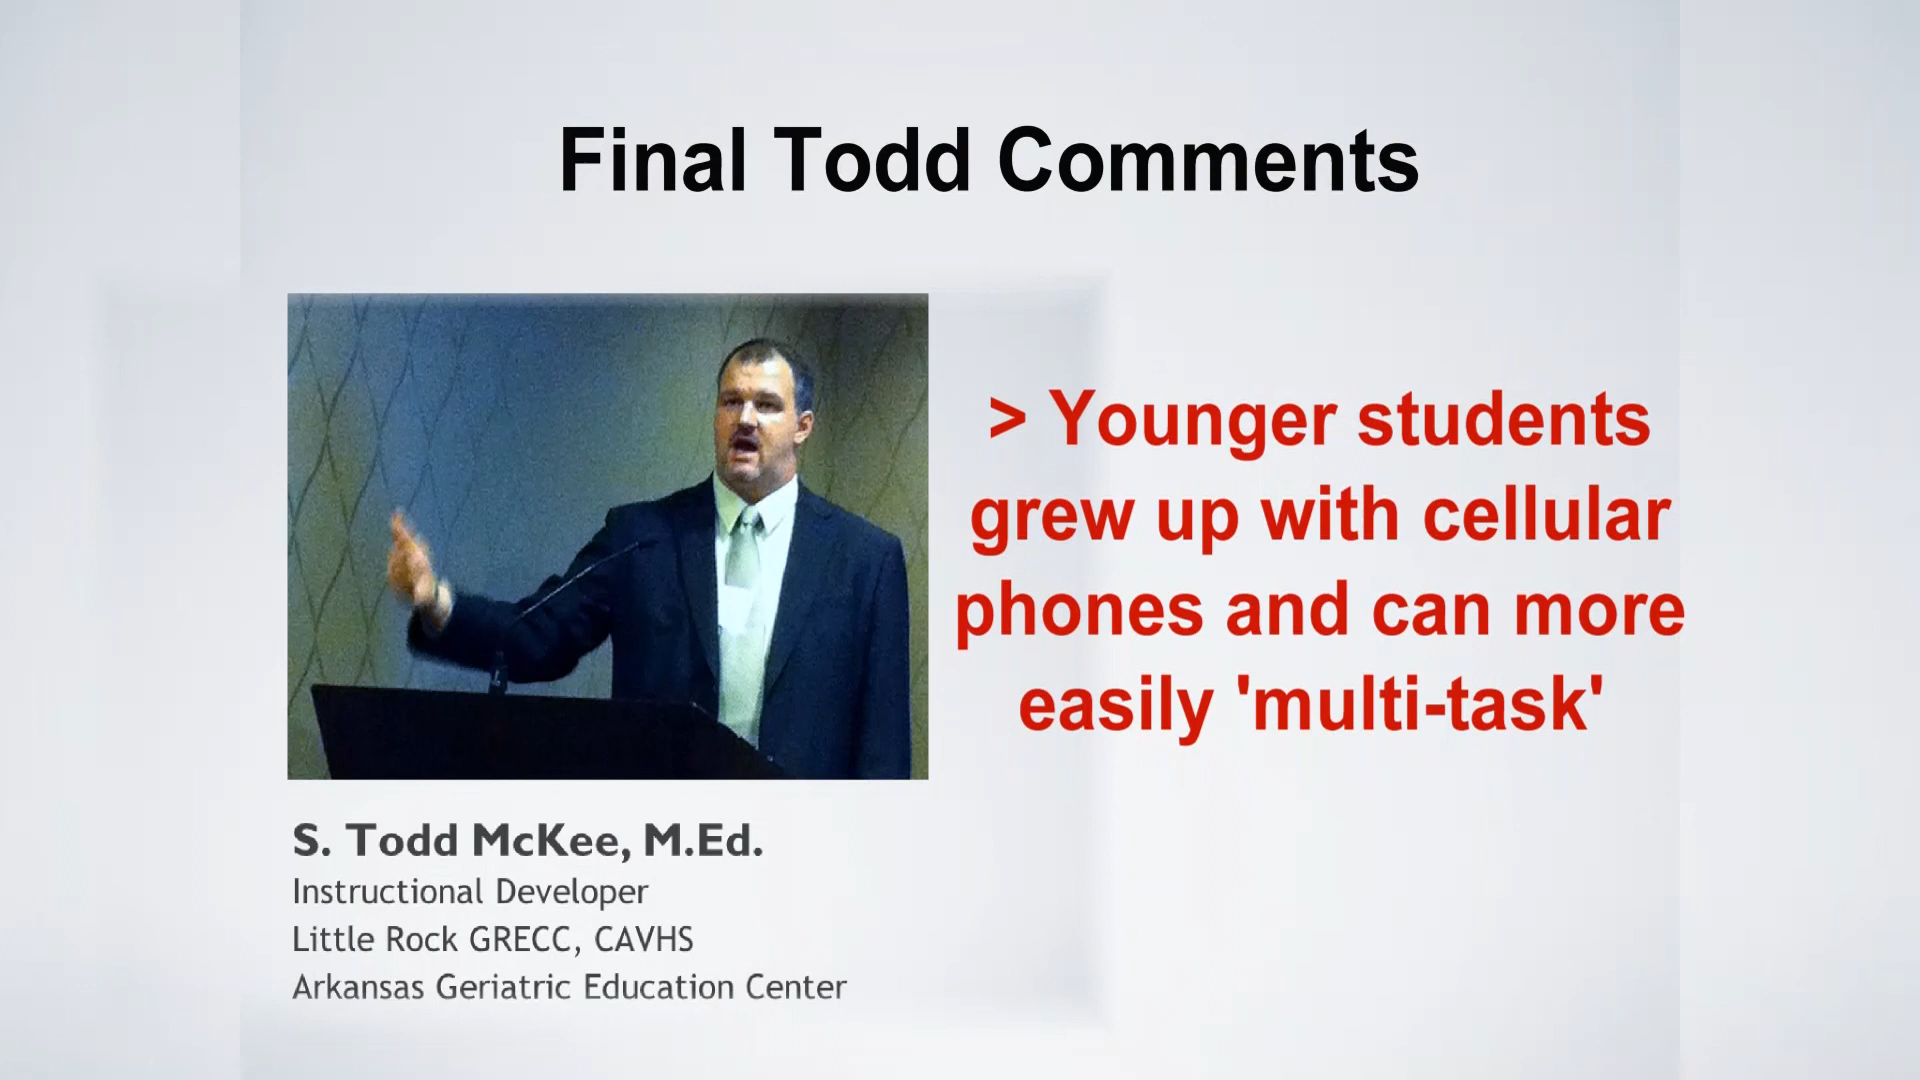 Final Todd Comments
> Younger students
grew up with cellular
phones and can more
easily 'multi-task'
S. Todd McKee, M.Ed.
Instructional Developer
Little Rock GRECC, CAVHS
Arkansas Geriatric Education Center